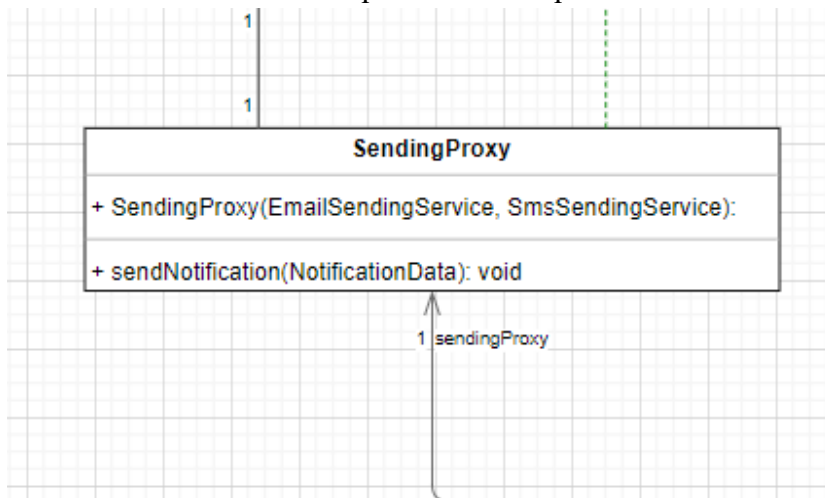 1
1
SendingProxy
+ SendingProxy(EmailSendingService, SmsSendingService):
+ sendNotification(NotificationData): void
1 sendingProxy